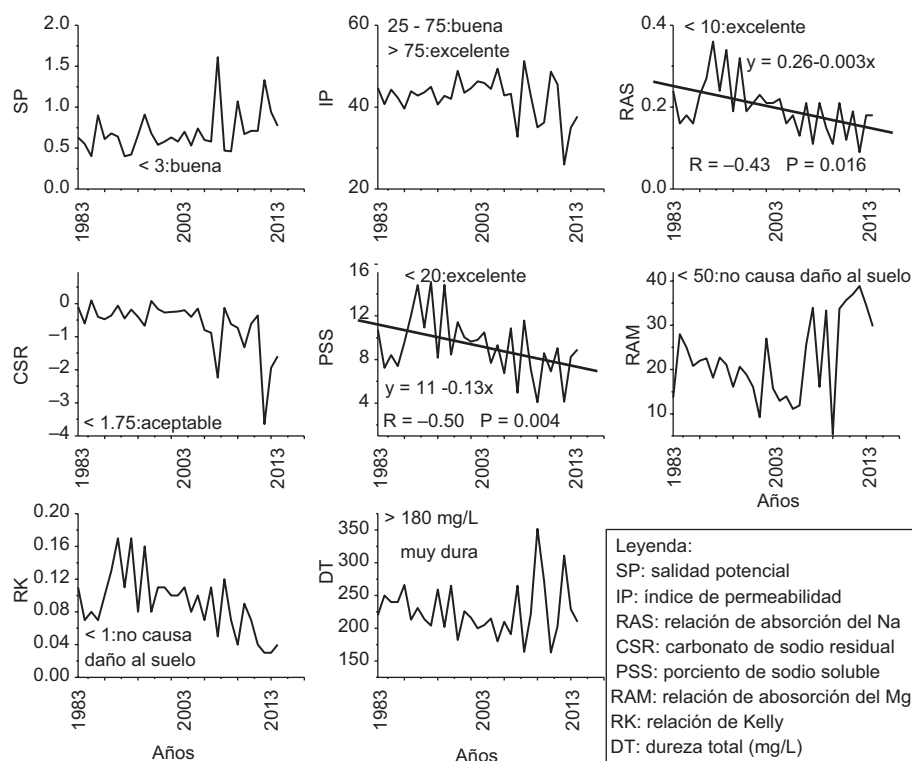 2.0
1.5
1.0
0.5
0.0
SP
< 3:buena
1983
2003
2013
60
40
20
IP
25 - 75:buena
> 75:excelente
1983
2003
2013
0.4
0.2
0.0
RAS
< 10:excelente
y = 0.26-0.003x
R = –0.43 P = 0.016
1983
2003
2013
0
–1
–2
–3
–4
CSR
< 1.75:aceptable
1983
2003
2013
16
12
8
4
0
PSS
< 20:excelente
y = 11 -0.13x
R = –0.50 P = 0.004
1983
2003
2013
40
30
20
10
RAM
< 50:no causa daño al suelo
1983
2003
2013
Años
0.20
0.16
0.12
0.08
0.04
0.00
RK
< 1:no causa
daño al suelo
1983
2003
2013
Años
350
300
250
200
150
DT
> 180 mg/L
muy dura
1983
2003
2013
Años
Leyenda:
SP: salidad potencial
IP: índice de permeabilidad
RAS: relación de absorción del Na
CSR: carbonato de sodio residual
PSS: porciento de sodio soluble
RAM: relación de abosorción del Mg
RK: relación de Kelly
DT: dureza total (mg/L)